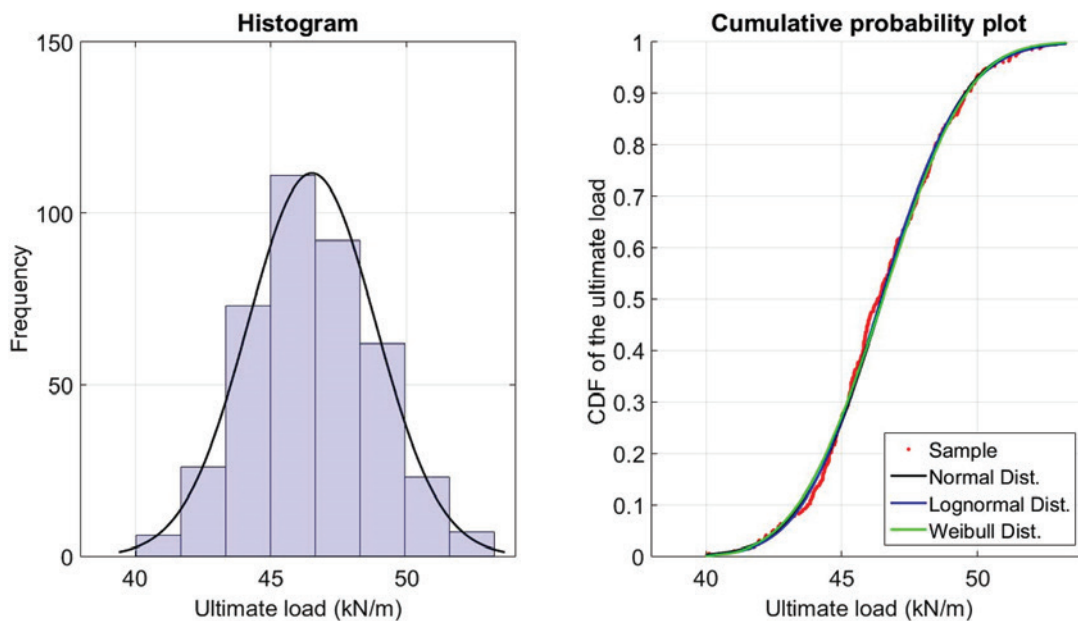 Histogram
150
100
50
0
Frequency
40
45
50
Ultimate load (kN/m)
Cumulative probability plot
1
0.9
0.8
0.7
0.6
0.5
0.4
0.3
0.2
0.1
0
CDF of the ultimate load
Sample
Normal Dist.
Lognormal Dist.
Weibull Dist.
40
45
50
Ultimate load (kN/m)